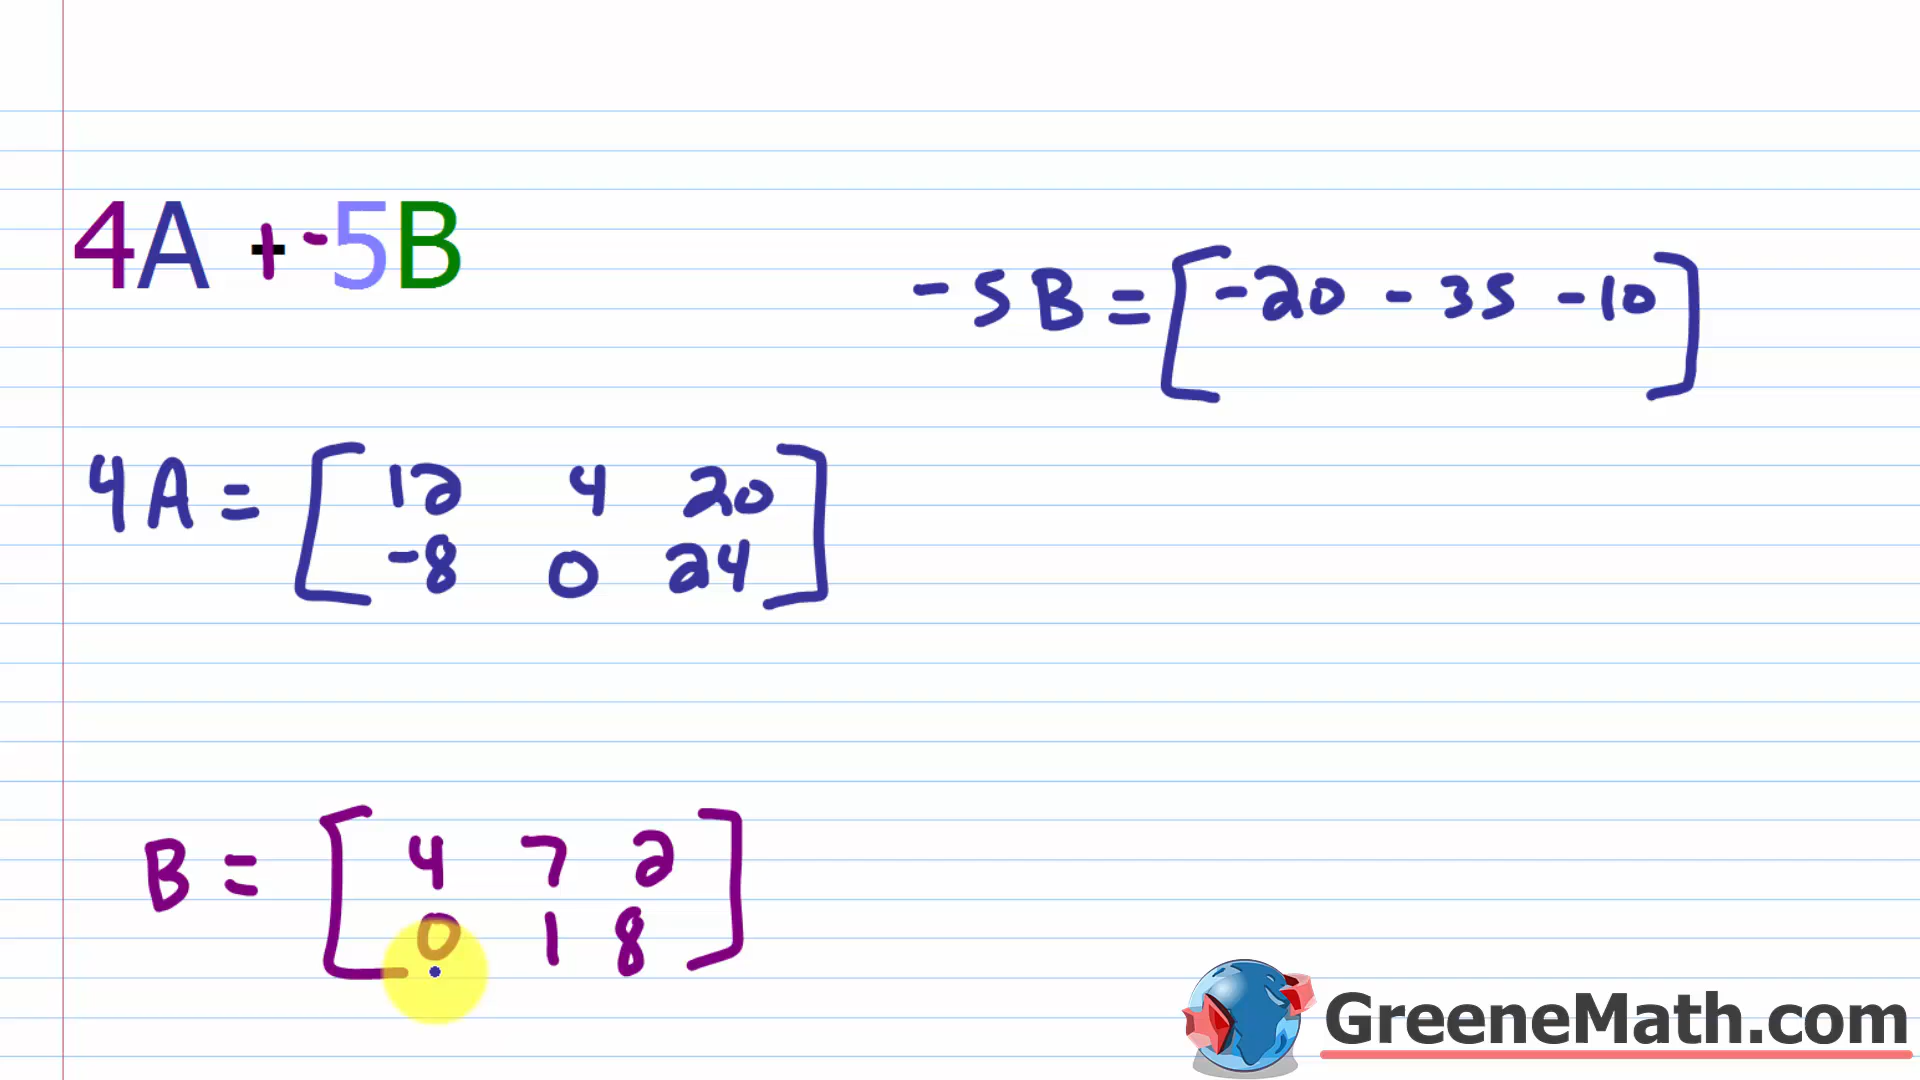 4A + -5B
-5B = [-20 -35 -10]
4A = [12 4 20
-8 0 24]
B = [4 7 2
0 1 8]
GreeneMath.com